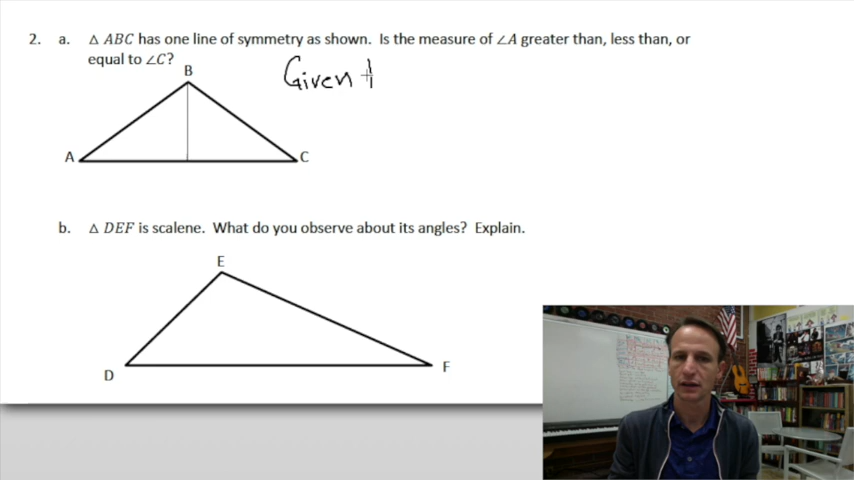 2. a. △ ABC has one line of symmetry as shown. Is the measure of ∠A greater than, less than, or
equal to ∠C?
Given
B
A
C
b. △ DEF is scalene. What do you observe about its angles? Explain.
E
D
F